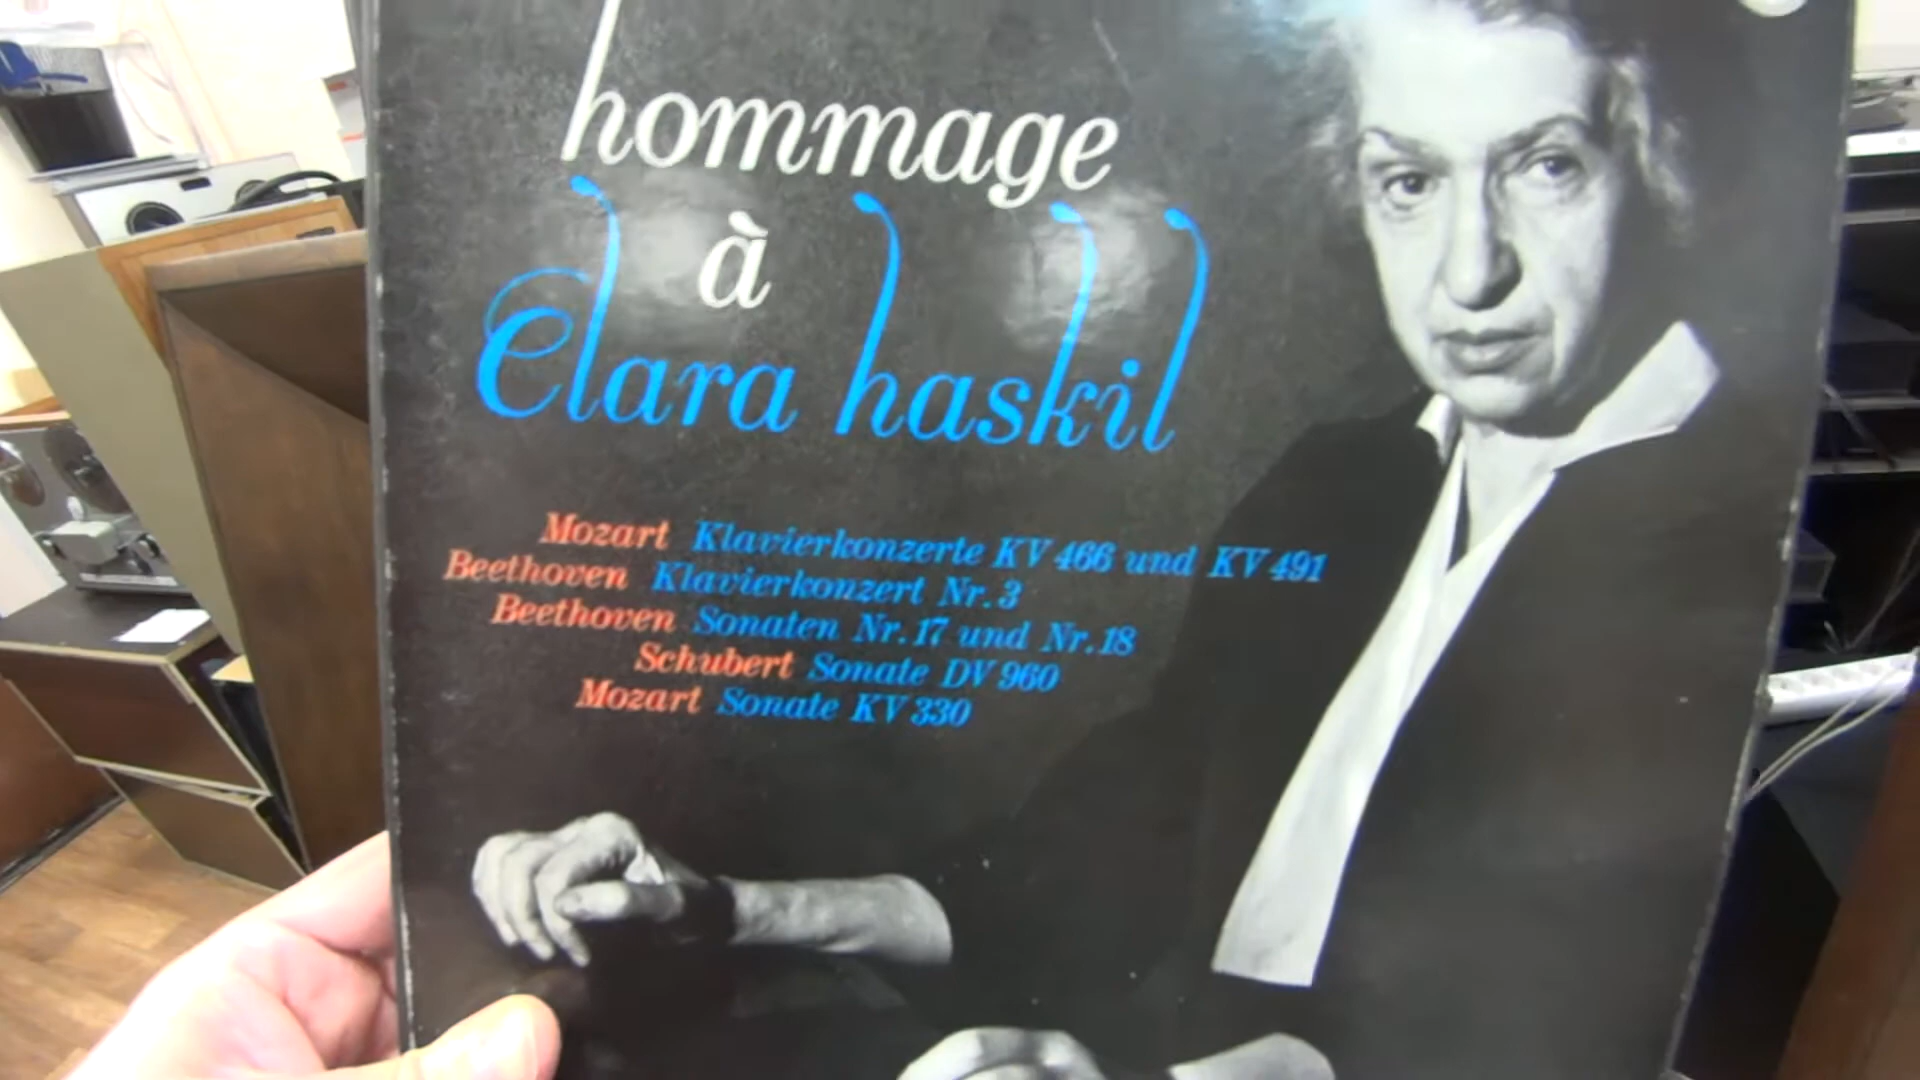 hommage
à
Clara haskil
Mozart Klavierkonzerte KV 466 und KV 491
Beethoven Klavierkonzert Nr. 3
Beethoven Sonaten Nr. 17 und Nr. 18
Schubert Sonate DV 960
Mozart Sonate KV 330